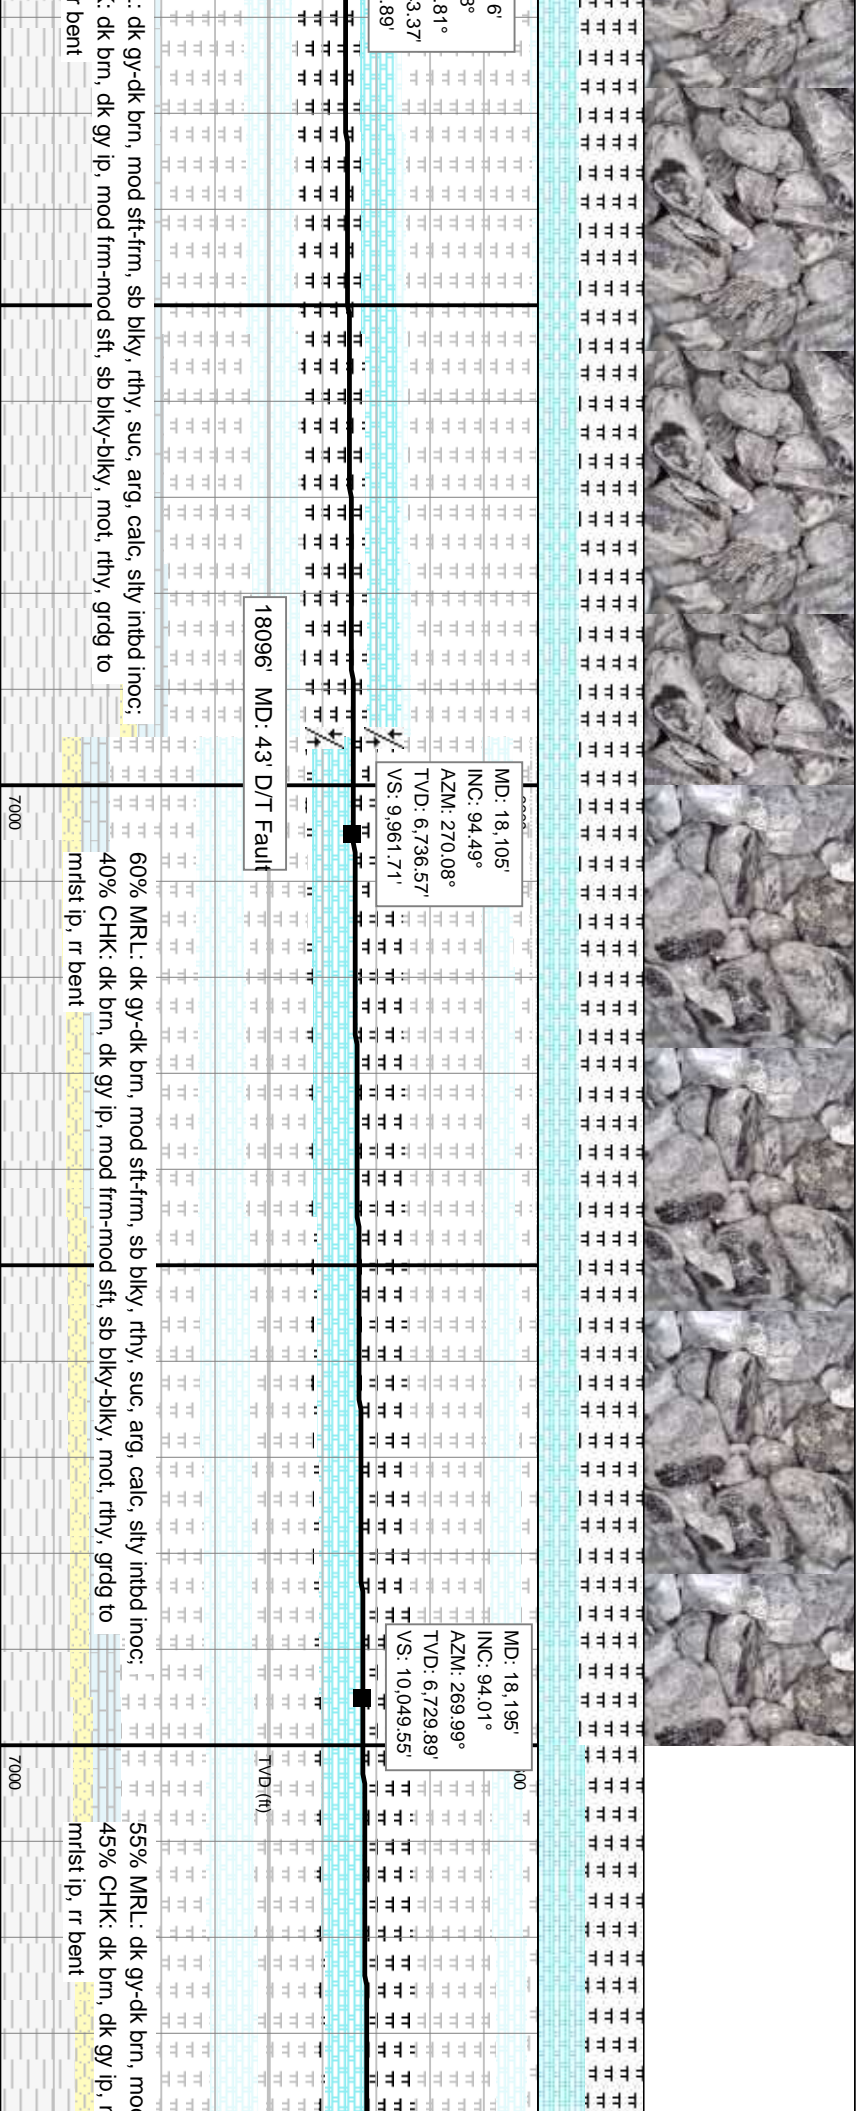 6'
3°
.81°
3.37'
.89'
: dk gy-dk brn, mod sft-frm, sb blky, rthy, suc, arg, calc, slty intbd inoc;
: dk brn, dk gy ip, mod frm-mod sft, sb blky-blky, mot, rthy, grdg to
r bent
18096' MD: 43' D/T Fault
MD: 18,105'
INC: 94.49°
AZM: 270.08°
TVD: 6,736.57'
VS: 9,961.71'
7000
60% MRL: dk gy-dk brn, mod sft-frm, sb blky, rthy, suc, arg, calc, slty intbd inoc;
40% CHK: dk brn, dk gy ip, mod frm-mod sft, sb blky-blky, mot, rthy, grdg to
mrlst ip, rr bent
MD: 18,195'
INC: 94.01°
AZM: 269.99°
TVD: 6,729.89'
VS: 10,049.55'
00
TVD (ft)
7000
55% MRL: dk gy-dk brn, mod
45% CHK: dk brn, dk gy ip, r
mrlst ip, rr bent